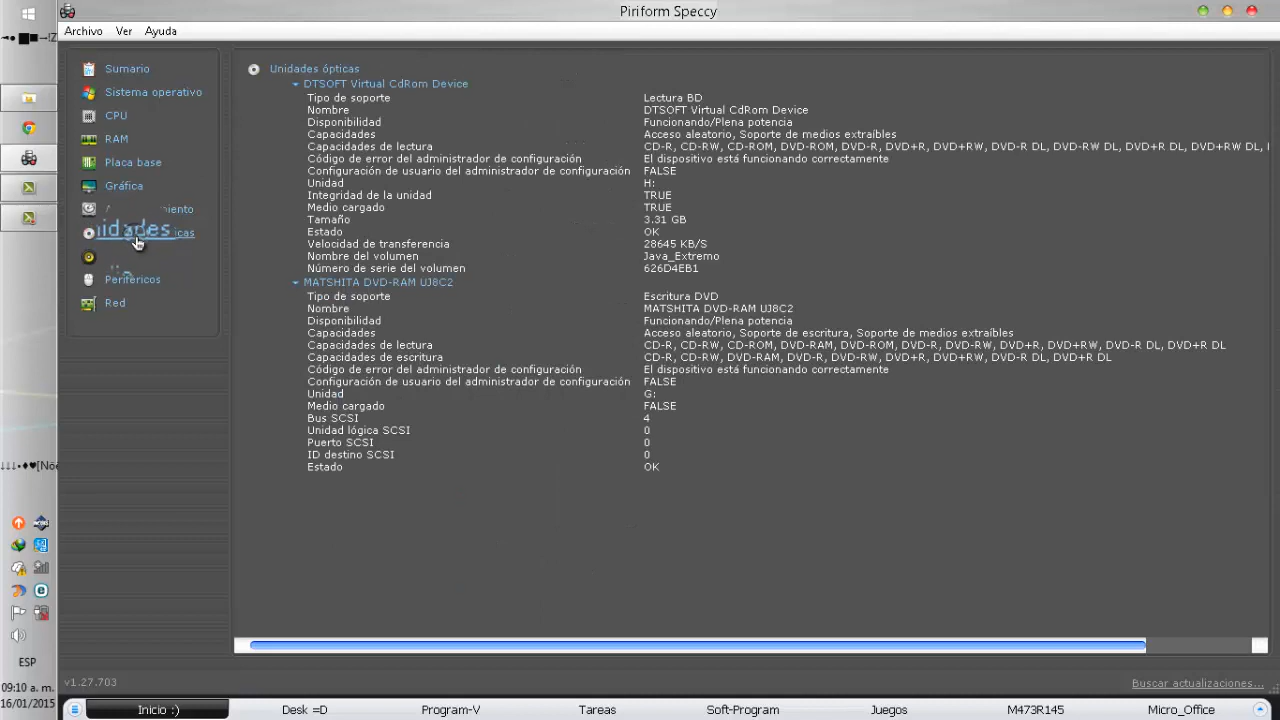 Piriform Speccy
Archivo Ver Ayuda
Sumario
Sistema operativo
CPU
RAM
Placa base
Gráfica
Periféricos
Red
Unidades ópticas
DTSOFT Virtual CdRom Device
Tipo de soporte Lectura BD
Nombre DTSOFT Virtual CdRom Device
Disponibilidad Funcionando/Plena potencia
Capacidades Acceso aleatorio, Soporte de medios extraíbles
Capacidades de lectura CD-R, CD-RW, CD-ROM, DVD-ROM, DVD-R, DVD+R, DVD+RW, DVD-R DL, DVD-RW DL, DVD+R DL, DVD+RW DL,
Código de error del administrador de configuración El dispositivo está funcionando correctamente
Configuración de usuario del administrador de configuración FALSE
Unidad H:
Integridad de la unidad TRUE
Medio cargado TRUE
Tamaño 3.31 GB
Estado OK
Velocidad de transferencia 28645 KB/S
Nombre del volumen Java_Extremo
Número de serie del volumen 626D4EB1
MATSHITA DVD-RAM UJ8C2
Tipo de soporte Escritura DVD
Nombre MATSHITA DVD-RAM UJ8C2
Disponibilidad Funcionando/Plena potencia
Capacidades Acceso aleatorio, Soporte de escritura, Soporte de medios extraíbles
Capacidades de lectura CD-R, CD-RW, CD-ROM, DVD-RAM, DVD-ROM, DVD-R, DVD-RW, DVD+R, DVD+RW, DVD-R DL, DVD+R DL
Capacidades de escritura CD-R, CD-RW, DVD-RAM, DVD-R, DVD-RW, DVD+R, DVD+RW, DVD-R DL, DVD+R DL
Código de error del administrador de configuración El dispositivo está funcionando correctamente
Configuración de usuario del administrador de configuración FALSE
Unidad G:
Medio cargado FALSE
Bus SCSI 4
Unidad lógica SCSI 0
Puerto SCSI 0
ID destino SCSI 0
Estado OK
ESP
09:10 a. m.
16/01/2015
v1.27.703
Buscar actualizaciones...
Inicio :) Desk =D Program-V Tareas Soft-Program Juegos M473R145 Micro_Office